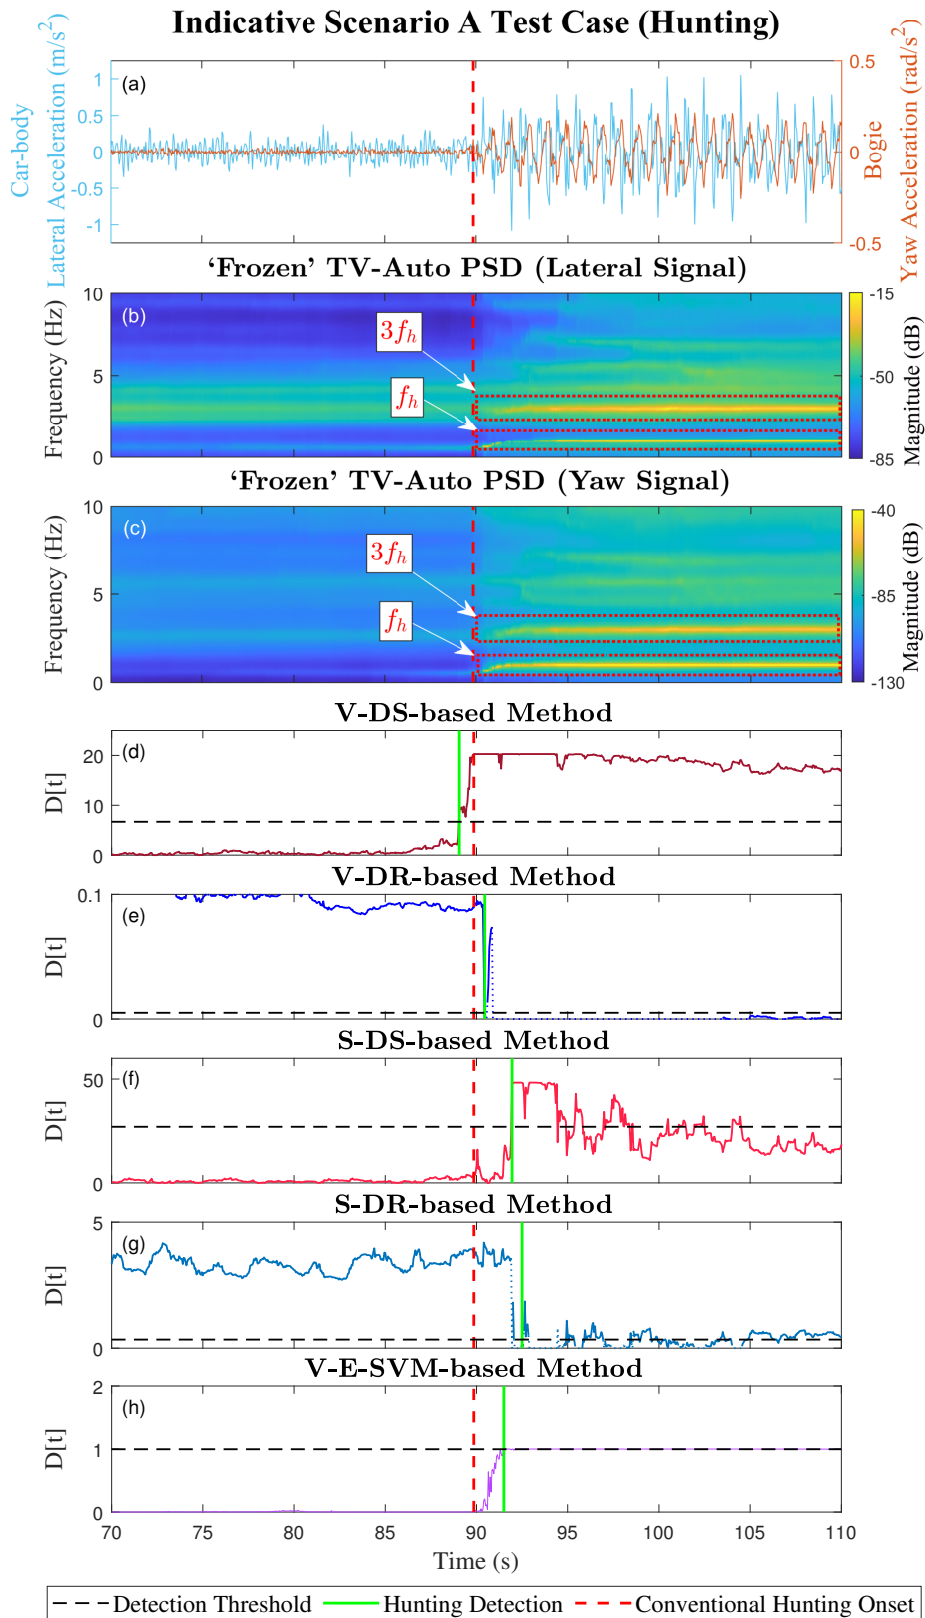 Indicative Scenario A Test Case (Hunting)
Car-body
Lateral Acceleration (m/s²)
1
0.5
0
-0.5
-1
(a)
0.5
0
-0.5
Bogie
Yaw Acceleration (rad/s²)
‘Frozen’ TV-Auto PSD (Lateral Signal)
Frequency (Hz)
10
5
0
(b)
3fₕ
fₕ
-15
-50
-85
Magnitude (dB)
‘Frozen’ TV-Auto PSD (Yaw Signal)
Frequency (Hz)
10
5
0
(c)
3fₕ
fₕ
-40
-85
-130
Magnitude (dB)
V-DS-based Method
D[t]
20
10
0
(d)
V-DR-based Method
D[t]
0.1
0
(e)
S-DS-based Method
D[t]
50
0
(f)
S-DR-based Method
D[t]
5
0
(g)
V-E-SVM-based Method
D[t]
2
1
0
(h)
70 75 80 85 90 95 100 105 110
Time (s)
Detection Threshold Hunting Detection Conventional Hunting Onset